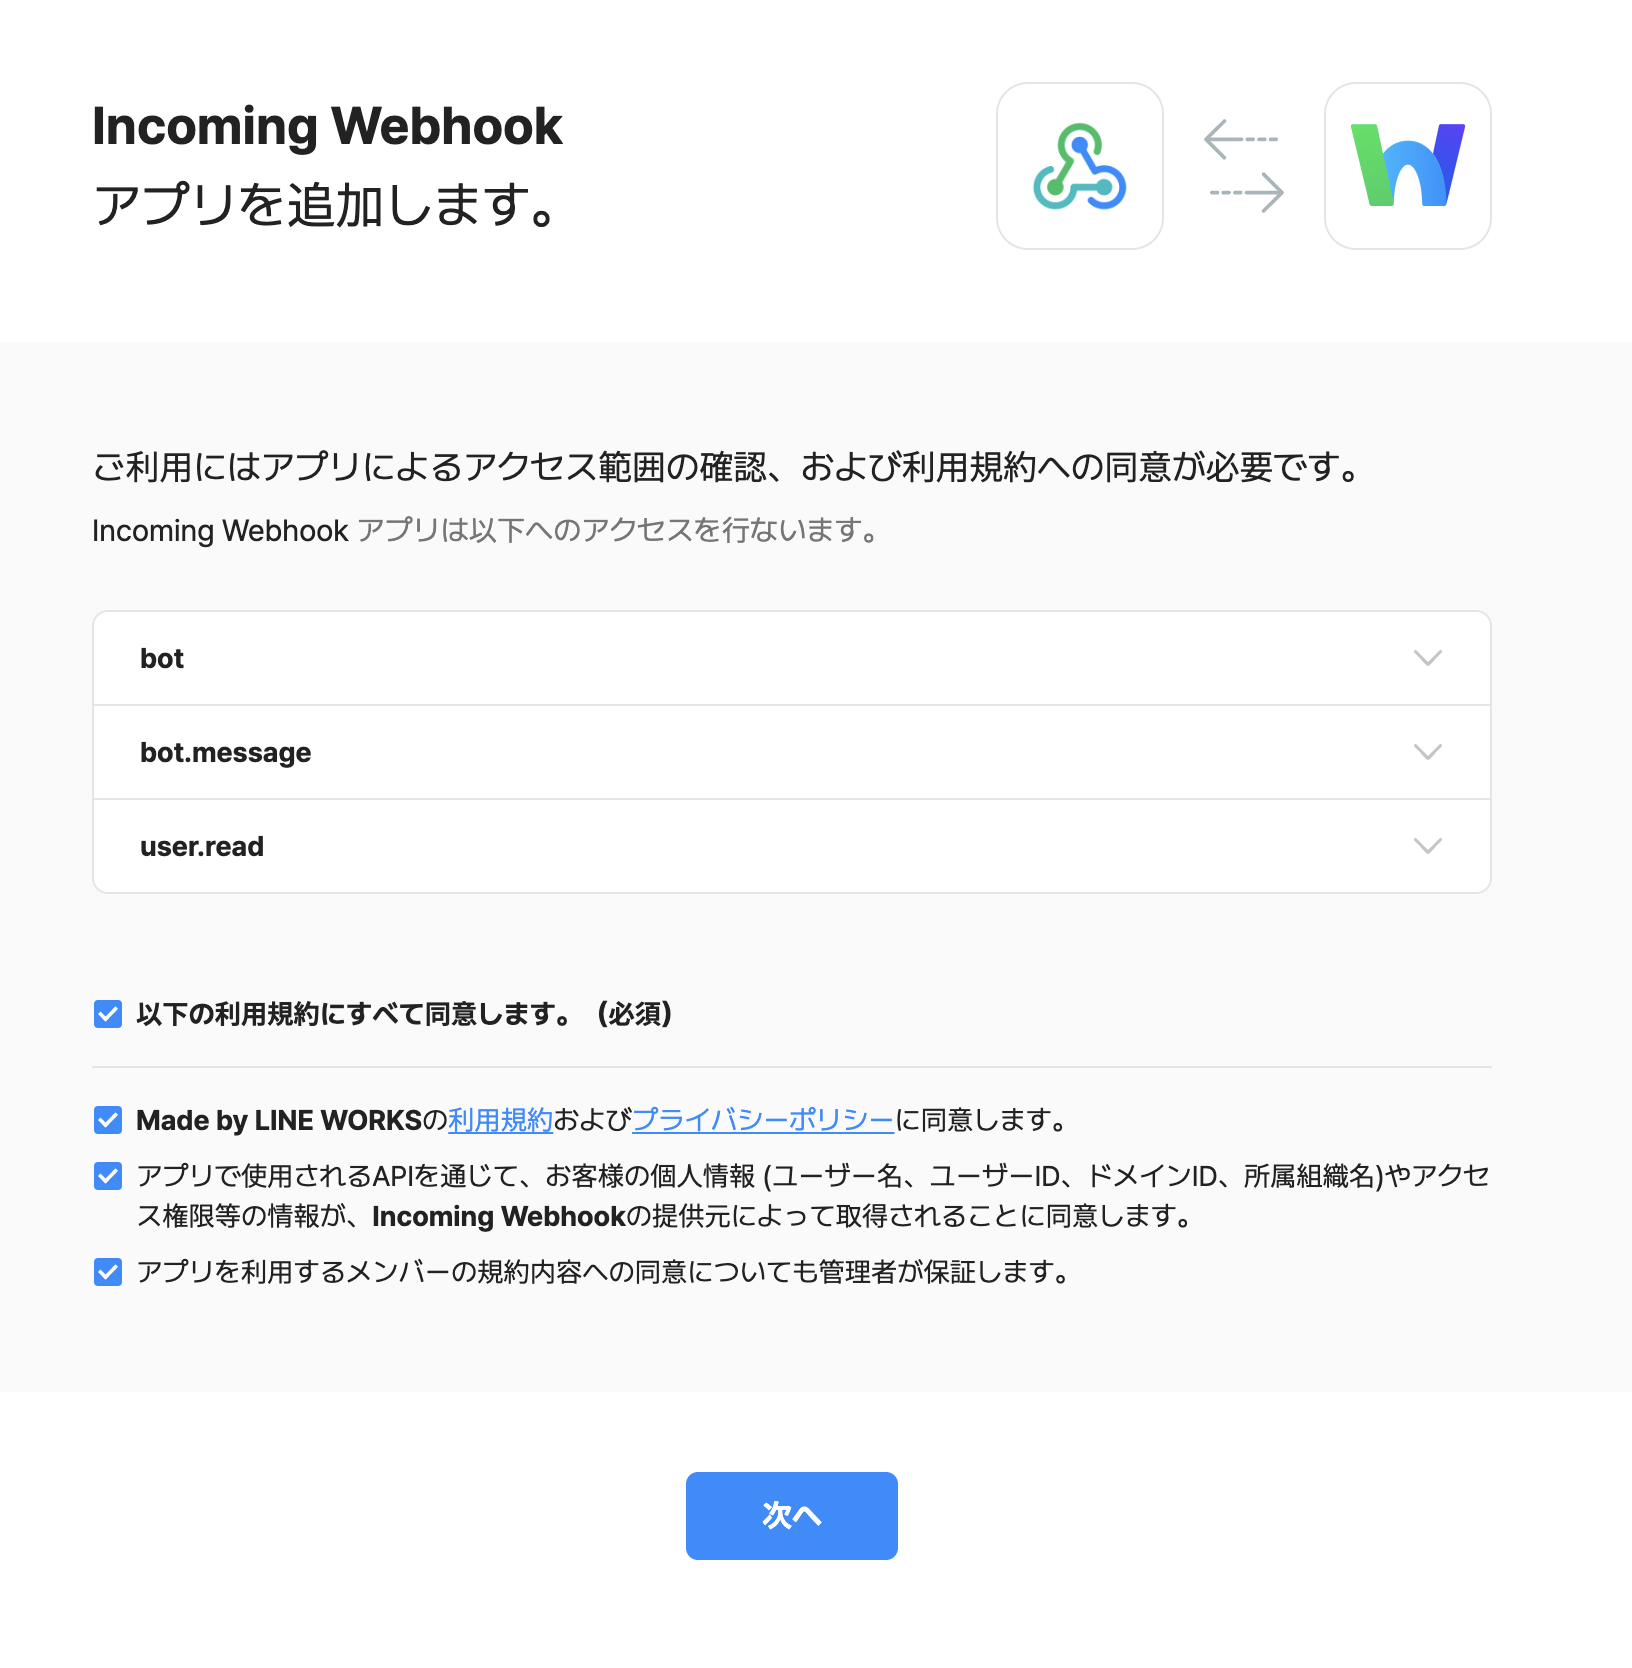 Incoming Webhook
アプリを追加します。
ご利用にはアプリによるアクセス範囲の確認、および利用規約への同意が必要です。
Incoming Webhook アプリは以下へのアクセスを行ないます。
bot
bot.message
user.read
以下の利用規約にすべて同意します。 (必須)
Made by LINE WORKSの利用規約およびプライバシーポリシーに同意します。
アプリで使用されるAPIを通じて、お客様の個人情報 (ユーザー名、ユーザーID、ドメインID、所属組織名)やアクセ
ス権限等の情報が、Incoming Webhookの提供元によって取得されることに同意します。
アプリを利用するメンバーの規約内容への同意についても管理者が保証します。
次へ